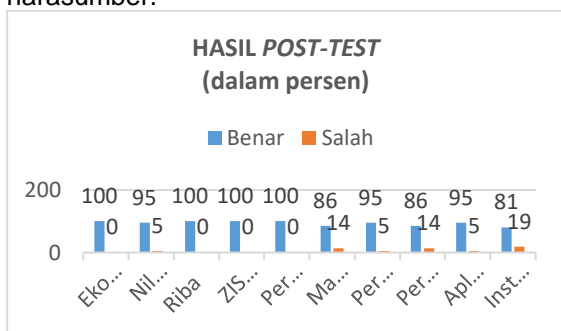 narasumber.
HASIL POST-TEST
(dalam persen)
Benar Salah
200
100 95 100 100 100 86 95 86 95 81
0 5 0 0 0 14 5 14 5 19
0
Eko... Nil... Riba ZIS... Per... Ma... Per... Per... Apl... Inst...